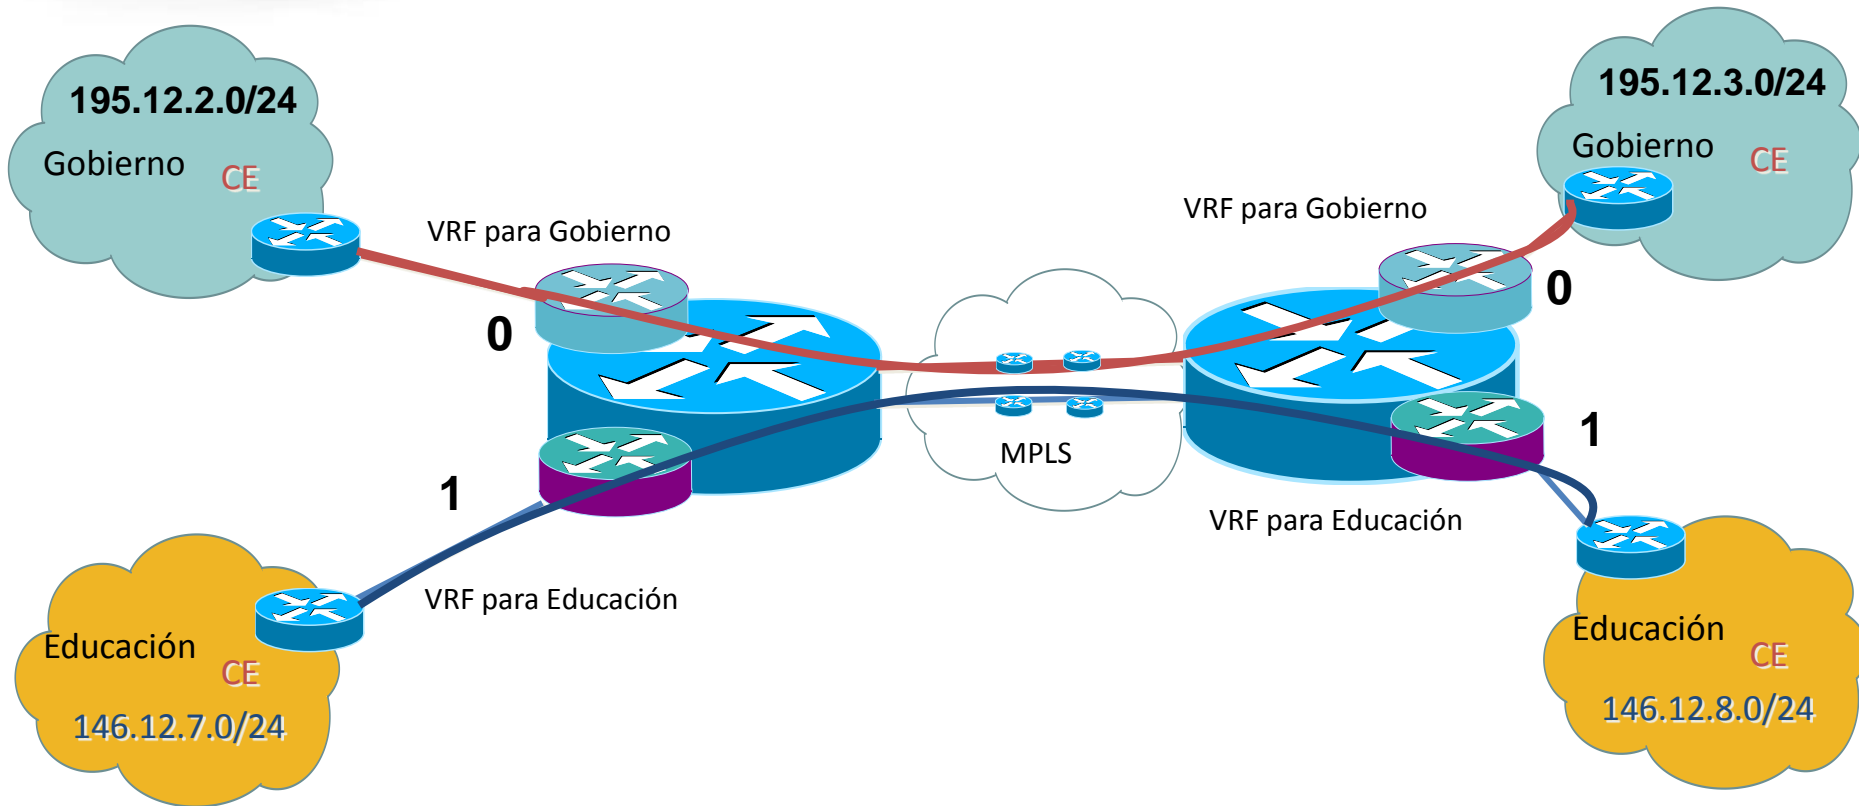 195.12.2.0/24
Gobierno
CE
VRF para Gobierno
0
195.12.3.0/24
Gobierno
CE
VRF para Gobierno
0
MPLS
1
VRF para Educación
Educación
CE
146.12.7.0/24
1
VRF para Educación
Educación
CE
146.12.8.0/24